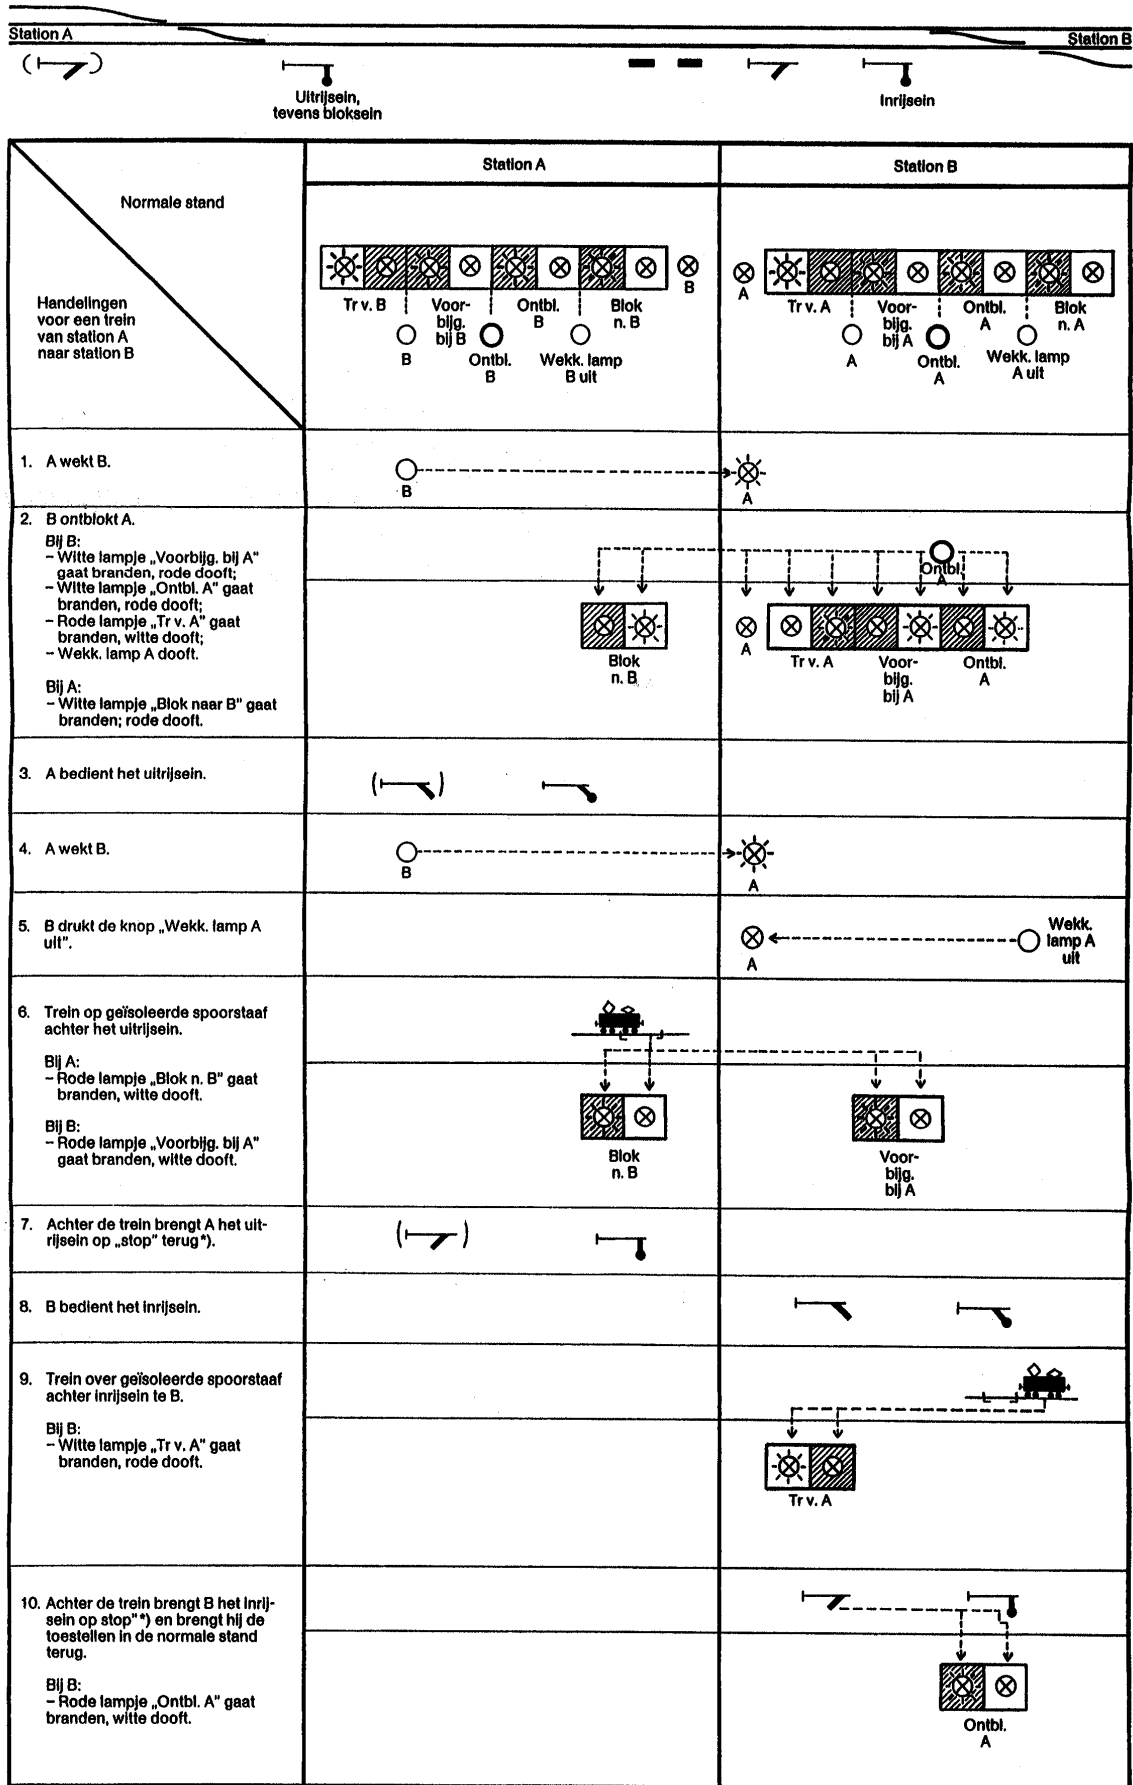 Station A
Station B
Uitrijsein,
tevens bloksein
Inrijsein
Station A
Station B
Normale stand
Handelingen
voor een trein
van station A
naar station B
Tr v. B
Voor-
bijg.
bij B
Ontbl.
B
Blok
n. B
B
B
Ontbl.
B
Wekk. lamp
B uit
A
Tr v. A
Voor-
bijg.
bij A
Ontbl.
A
Blok
n. A
A
Ontbl.
A
Wekk. lamp
A uit
1. A wekt B.
B
A
2. B ontblokt A.
Bij B:
– Witte lampje „Voorbijg. bij A”
gaat branden, rode dooft;
– Witte lampje „Ontbl. A” gaat
branden, rode dooft;
– Rode lampje „Tr v. A” gaat
branden, witte dooft;
– Wekk. lamp A dooft.
Bij A:
– Witte lampje „Blok naar B” gaat
branden; rode dooft.
Ontbl.
A
Blok
n. B
A
Tr v. A
Voor-
bijg.
bij A
Ontbl.
A
3. A bedient het uitrijsein.
4. A wekt B.
B
A
5. B drukt de knop „Wekk. lamp A
uit”.
A
Wekk.
lamp A
uit
6. Trein op geïsoleerde spoorstaaf
achter het uitrijsein.
Bij A:
– Rode lampje „Blok n. B” gaat
branden, witte dooft.
Bij B:
– Rode lampje „Voorbijg. bij A”
gaat branden, witte dooft.
Blok
n. B
Voor-
bijg.
bij A
7. Achter de trein brengt A het uit-
rijsein op „stop” terug*).
8. B bedient het inrijsein.
9. Trein over geïsoleerde spoorstaaf
achter inrijsein te B.
Bij B:
– Witte lampje „Tr v. A” gaat
branden, rode dooft.
Tr v. A
10. Achter de trein brengt B het inrij-
sein op stop”*) en brengt hij de
toestellen in de normale stand
terug.
Bij B:
– Rode lampje „Ontbl. A” gaat
branden, witte dooft.
Ontbl.
A